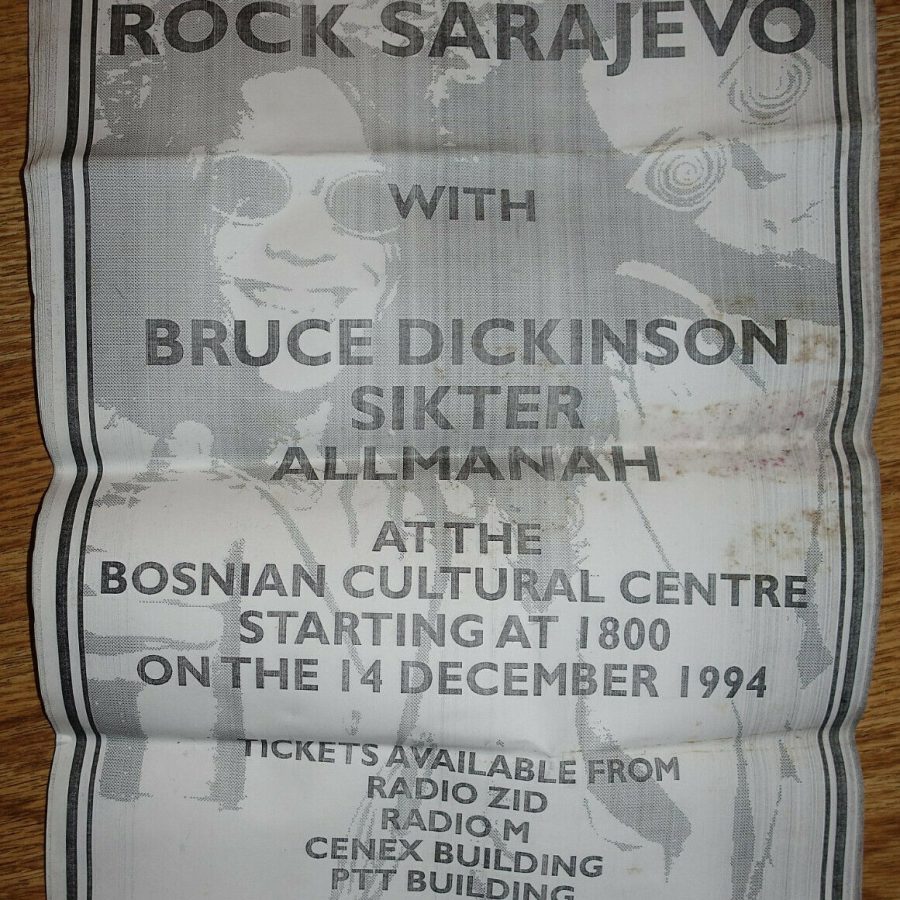 ROCK SARAJEVO
WITH
BRUCE DICKINSON
SIKTER
ALLMANAH
AT THE
BOSNIAN CULTURAL CENTRE
STARTING AT 1800
ON THE 14 DECEMBER 1994
TICKETS AVAILABLE FROM
RADIO ZID
RADIO M
CENEX BUILDING
PTT BUILDING